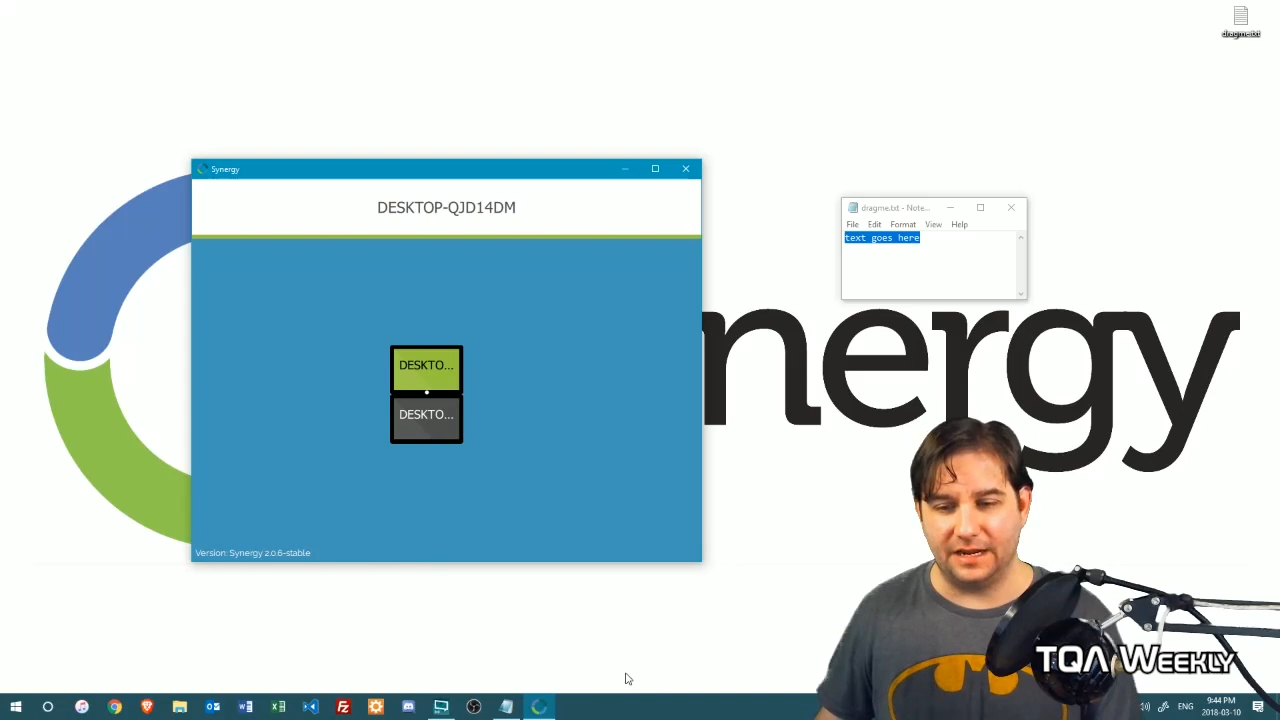 dragme.txt
Synergy
DESKTOP-QJD14DM
dragme.txt - Note...
File Edit Format View Help
text goes here
nergy
DESKTO...
DESKTO...
Version: Synergy 2.0.6-stable
TQA WEEKLY
ENG
9:44 PM
2018-03-10